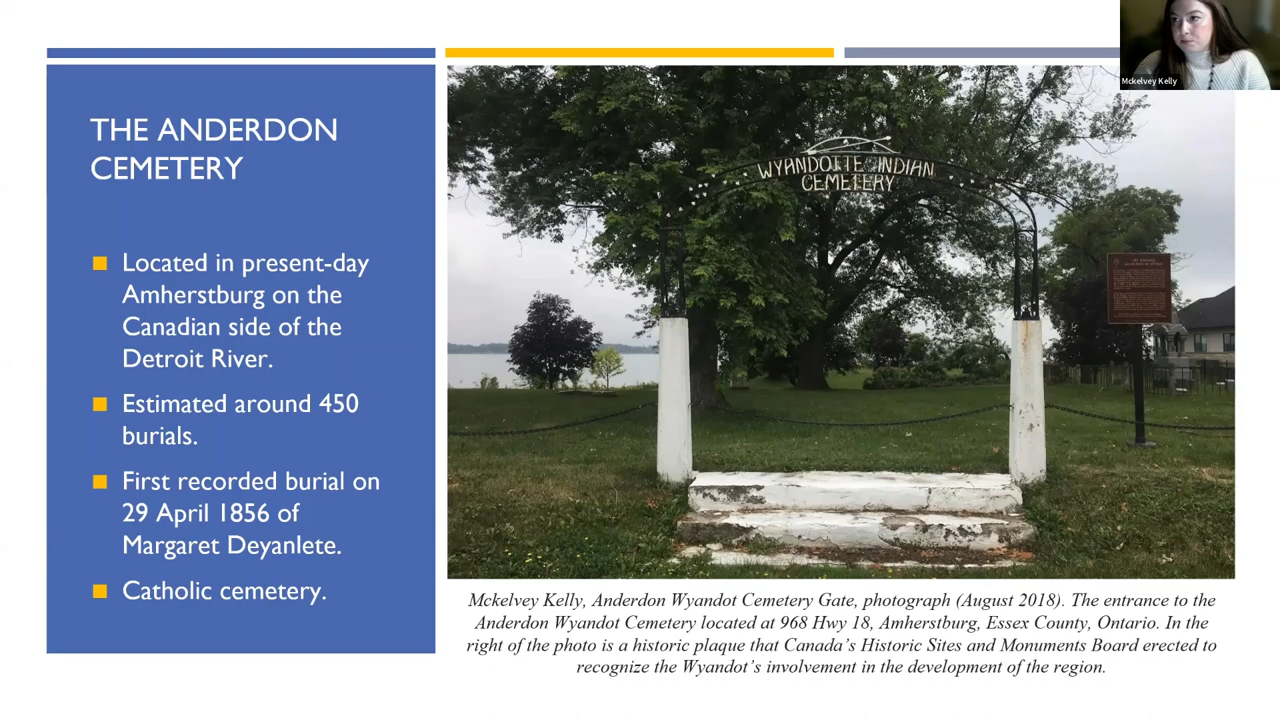 Mckelvey Kelly
THE ANDERDON
CEMETERY
Located in present-day
Amherstburg on the
Canadian side of the
Detroit River.
Estimated around 450
burials.
First recorded burial on
29 April 1856 of
Margaret Deyanlete.
Catholic cemetery.
WYANDOTTE INDIAN
CEMETERY
Mckelvey Kelly, Anderdon Wyandot Cemetery Gate, photograph (August 2018). The entrance to the
Anderdon Wyandot Cemetery located at 968 Hwy 18, Amherstburg, Essex County, Ontario. In the
right of the photo is a historic plaque that Canada's Historic Sites and Monuments Board erected to
recognize the Wyandot's involvement in the development of the region.